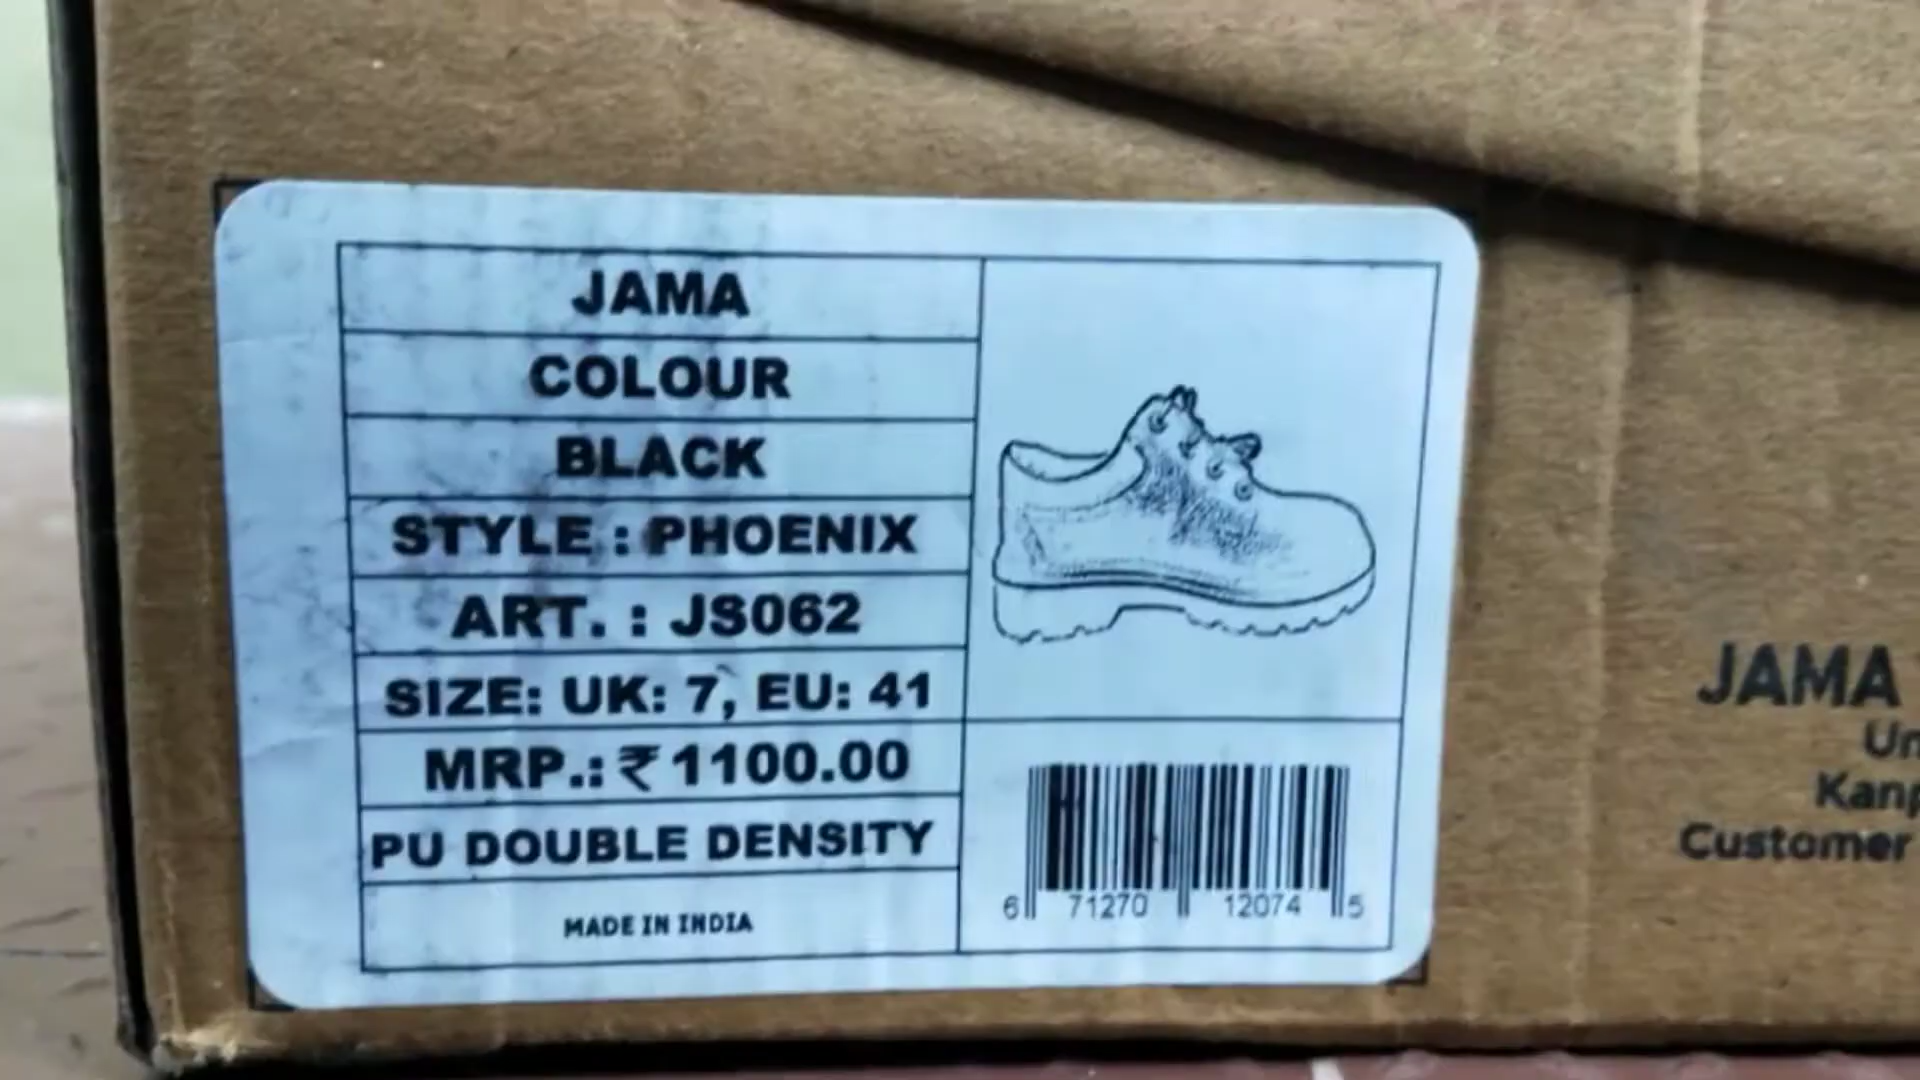 JAMA
COLOUR
BLACK
STYLE : PHOENIX
ART. : JS062
SIZE: UK: 7, EU: 41
MRP.:₹1100.00
PU DOUBLE DENSITY
MADE IN INDIA
6 71270 12074 5
JAMA
Customer